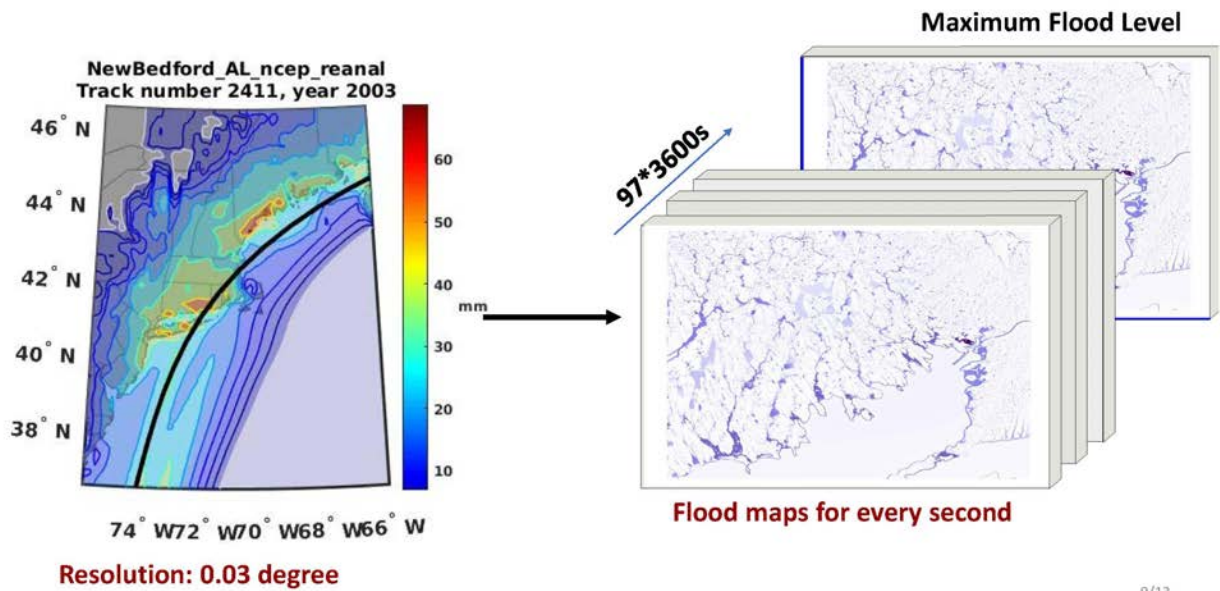 Maximum Flood Level
NewBedford_AL_ncep_reanal
Track number 2411, year 2003
46° N
44° N
42° N
40° N
38° N
60
50
40
30
20
10
mm
97*3600s
74° W72° W70° W68° W66° W
Flood maps for every second
Resolution: 0.03 degree